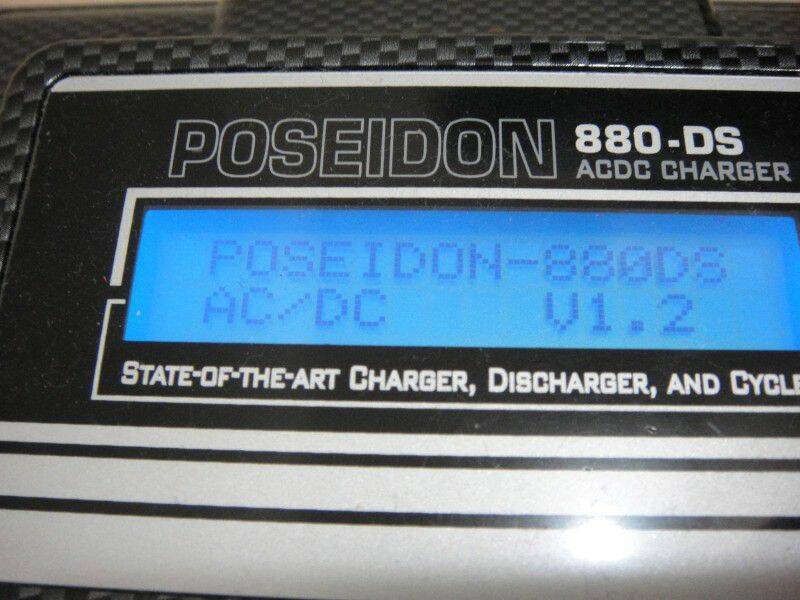 POSEIDON 880-DS
ACDC CHARGER
POSEIDON-880DS
AC/DC V1.2
STATE-OF-THE-ART CHARGER, DISCHARGER, AND CYCLE